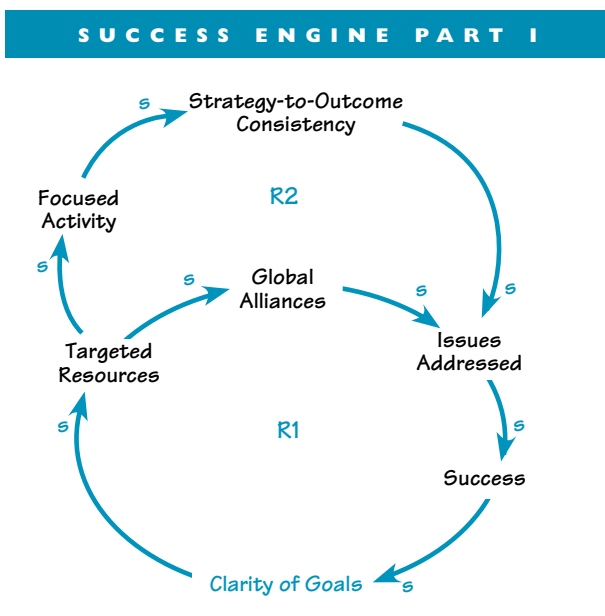 SUCCESS ENGINE PART I
s
Strategy-to-Outcome
Consistency
Focused
Activity
R2
s
s
Global
Alliances
s
s
Targeted
Resources
Issues
Addressed
s
R1
s
Success
Clarity of Goals
s